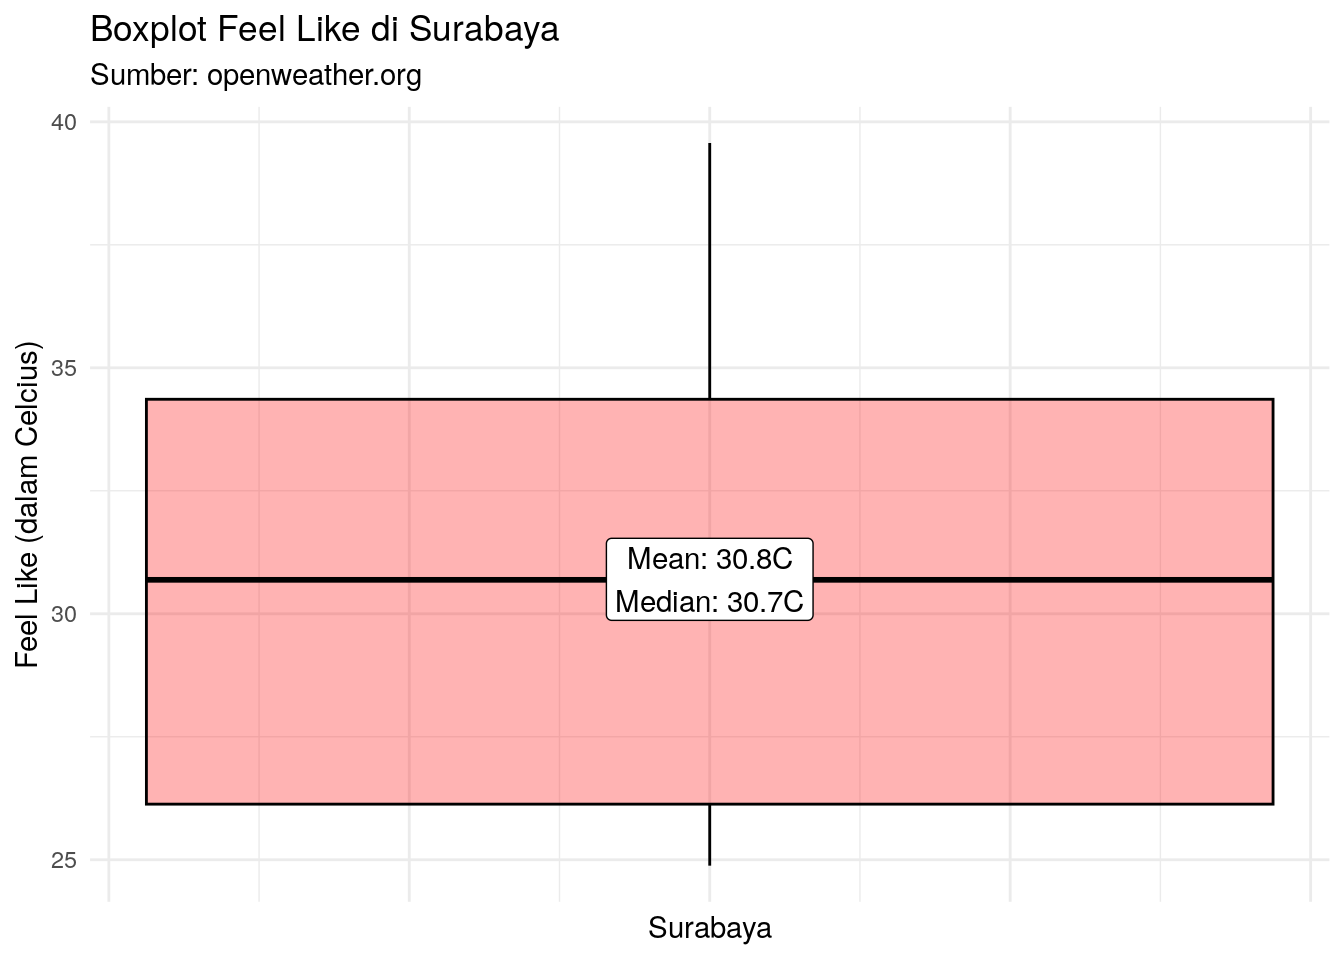 Boxplot Feel Like di Surabaya
Sumber: openweather.org
Feel Like (dalam Celcius)
40
35
30
25
Mean: 30.8C
Median: 30.7C
Surabaya